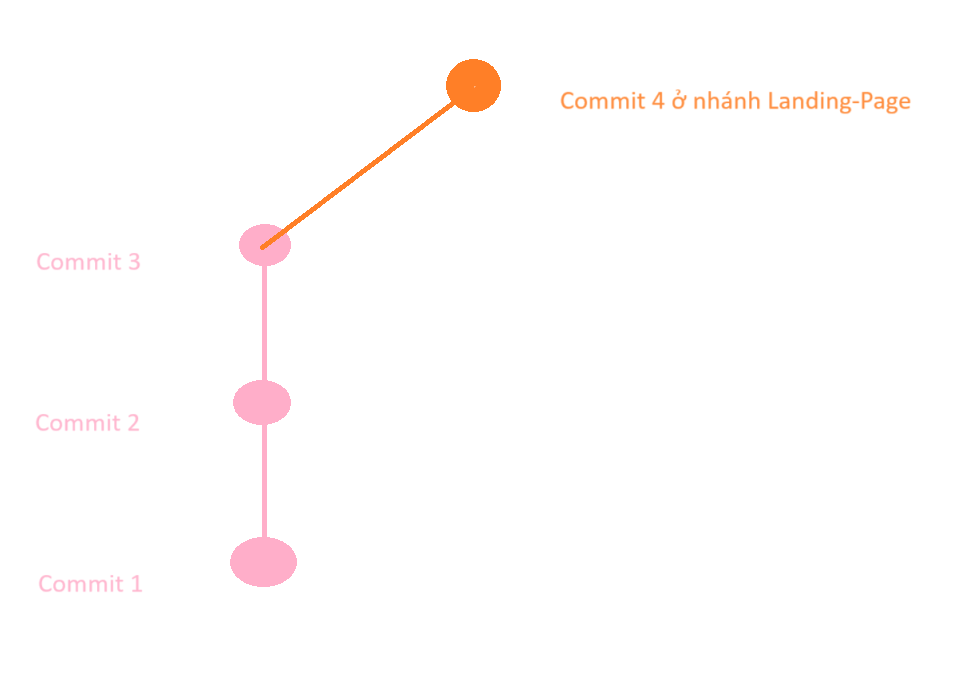 Commit 4 ở nhánh Landing-Page
Commit 3
Commit 2
Commit 1